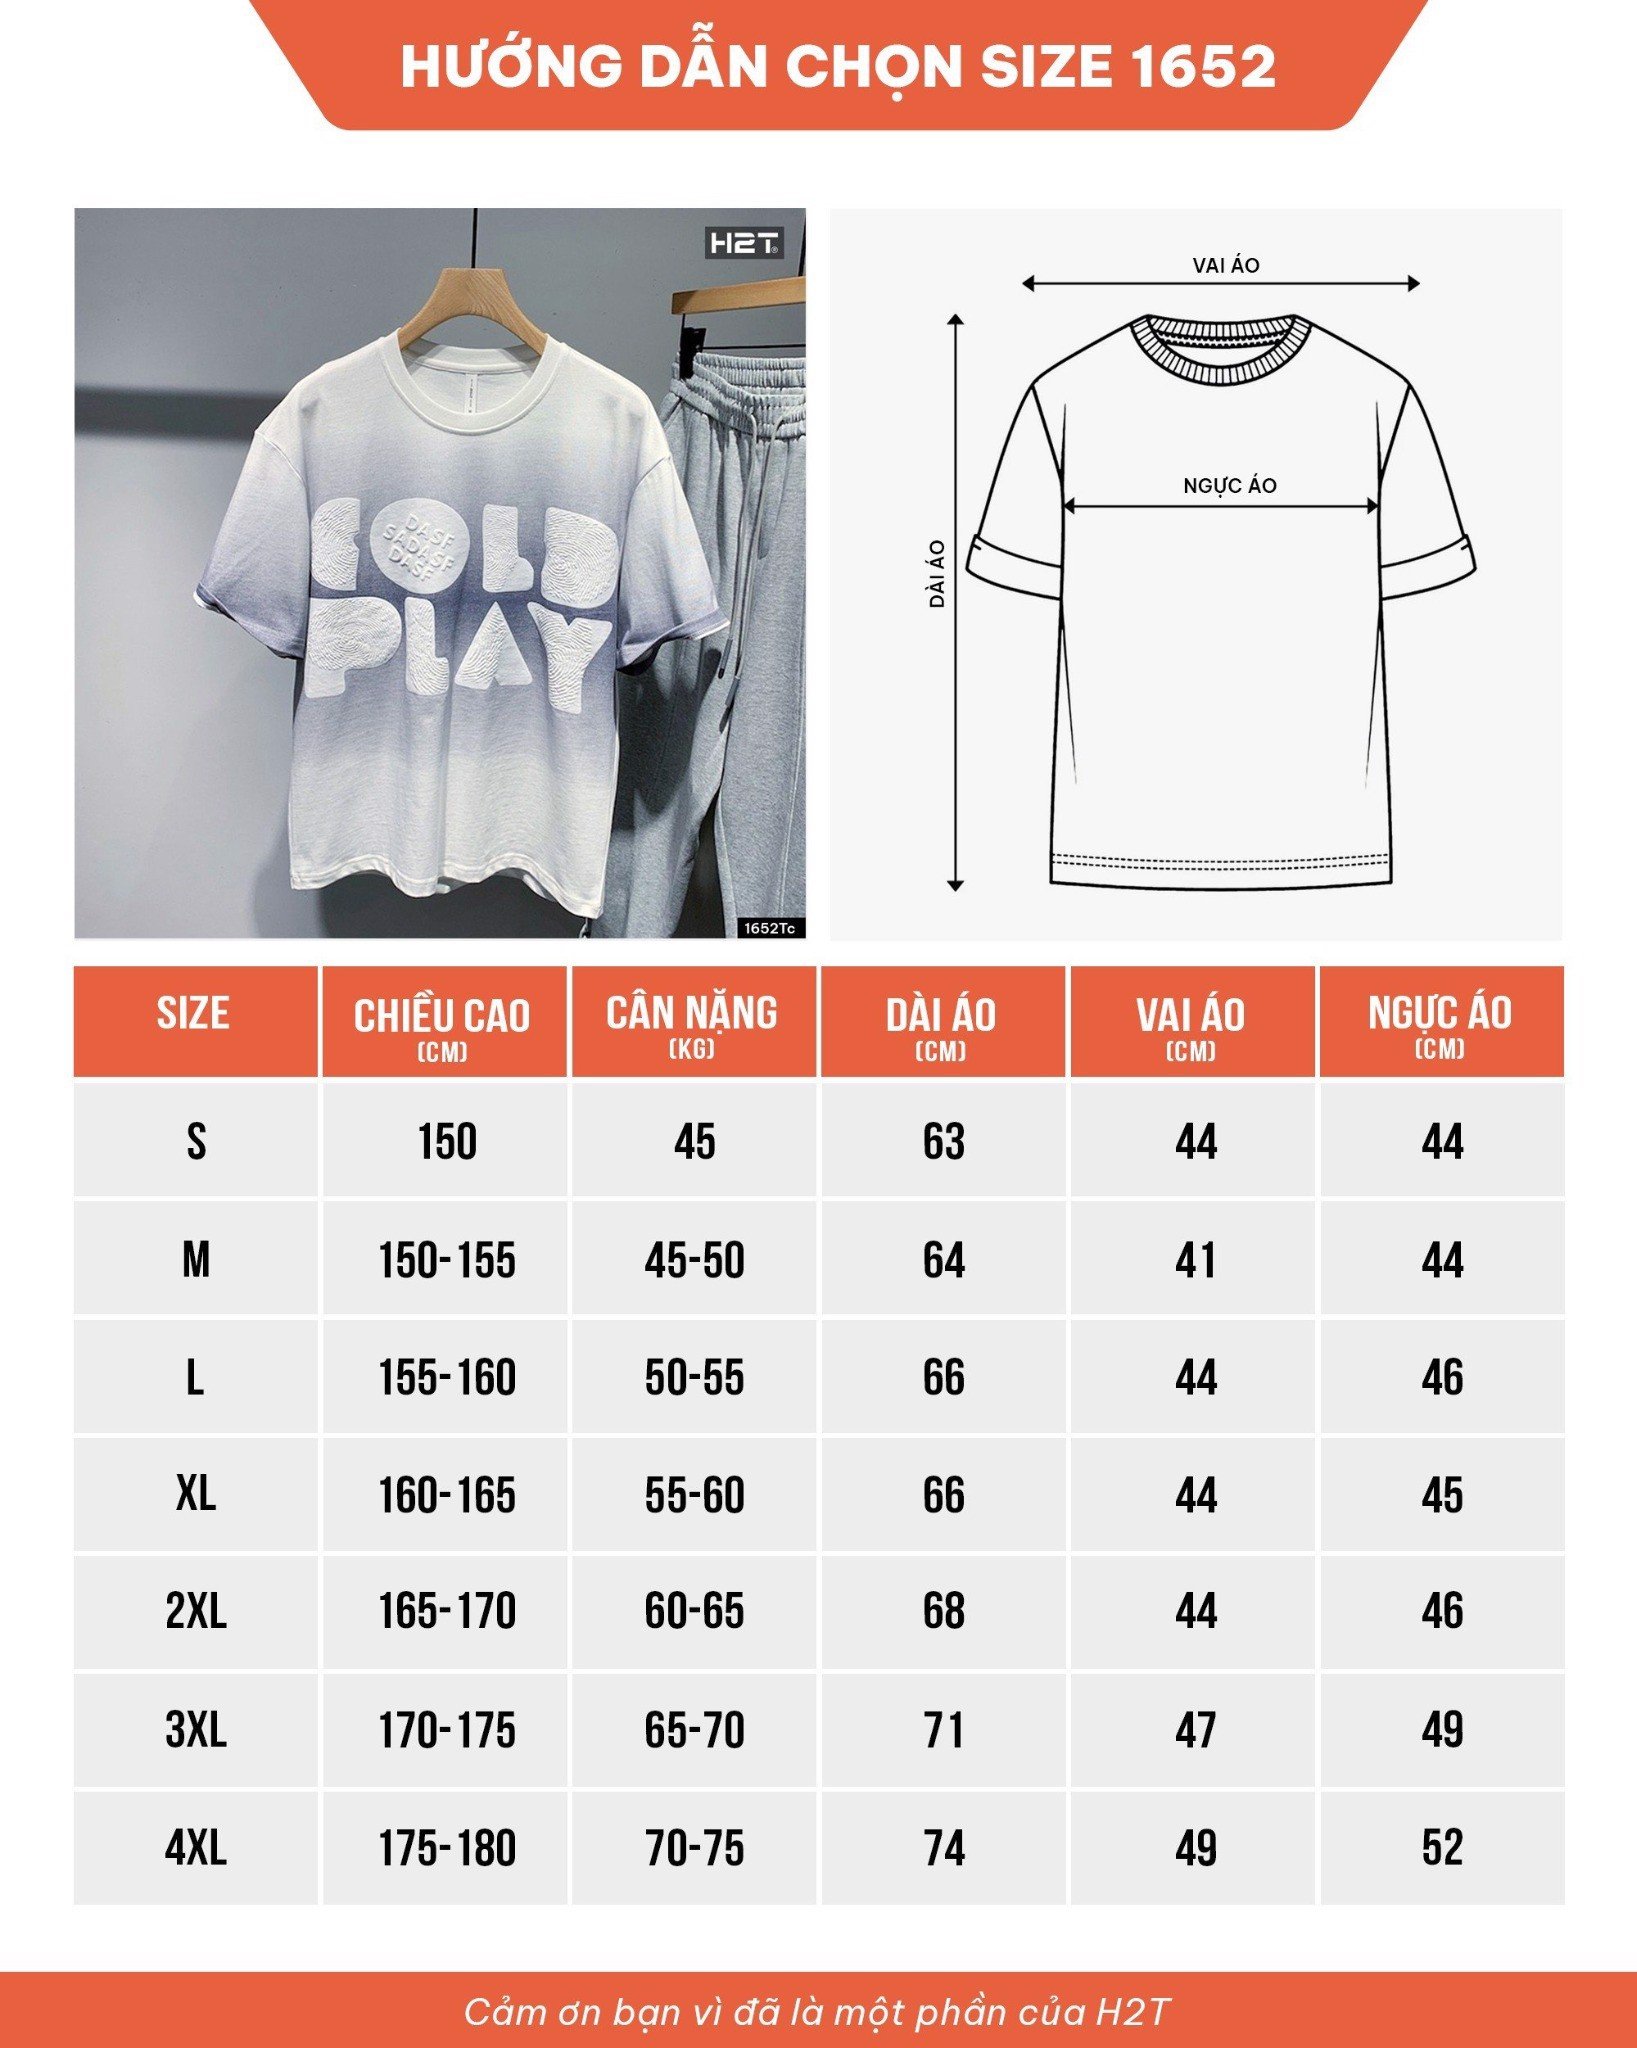 HƯỚNG DẪN CHỌN SIZE 1652
H2T®
COLD
DASF
SADASF
DASF
PLAY
1652Tc
VAI ÁO
NGỰC ÁO
DÀI ÁO
SIZE CHIỀU CAO (CM) CÂN NẶNG (KG) DÀI ÁO (CM) VAI ÁO (CM) NGỰC ÁO (CM)
S 150 45 63 44 44
M 150-155 45-50 64 41 44
L 155-160 50-55 66 44 46
XL 160-165 55-60 66 44 45
2XL 165-170 60-65 68 44 46
3XL 170-175 65-70 71 47 49
4XL 175-180 70-75 74 49 52
Cảm ơn bạn vì đã là một phần của H2T